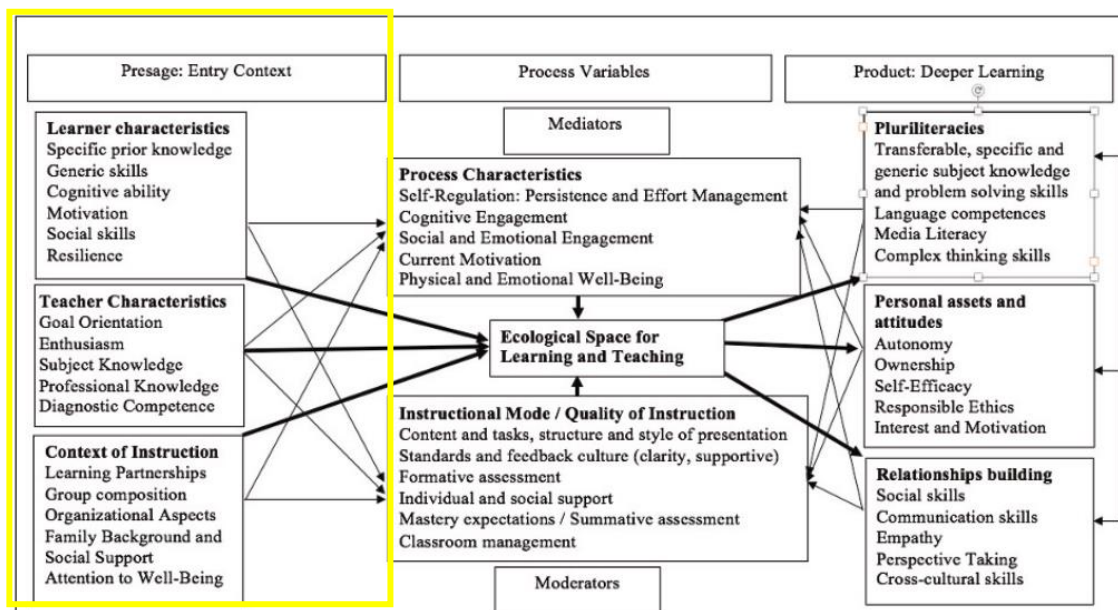 Presage: Entry Context
Process Variables
Product: Deeper Learning
Learner characteristics
Specific prior knowledge
Generic skills
Cognitive ability
Motivation
Social skills
Resilience
Teacher Characteristics
Goal Orientation
Enthusiasm
Subject Knowledge
Professional Knowledge
Diagnostic Competence
Context of Instruction
Learning Partnerships
Group composition
Organizational Aspects
Family Background and
Social Support
Attention to Well-Being
Mediators
Process Characteristics
Self-Regulation: Persistence and Effort Management
Cognitive Engagement
Social and Emotional Engagement
Current Motivation
Physical and Emotional Well-Being
Ecological Space for
Learning and Teaching
Instructional Mode / Quality of Instruction
Content and tasks, structure and style of presentation
Standards and feedback culture (clarity, supportive)
Formative assessment
Individual and social support
Mastery expectations / Summative assessment
Classroom management
Moderators
Pluriliteracies
Transferable, specific and
generic subject knowledge
and problem solving skills
Language competences
Media Literacy
Complex thinking skills
Personal assets and
attitudes
Autonomy
Ownership
Self-Efficacy
Responsible Ethics
Interest and Motivation
Relationships building
Social skills
Communication skills
Empathy
Perspective Taking
Cross-cultural skills